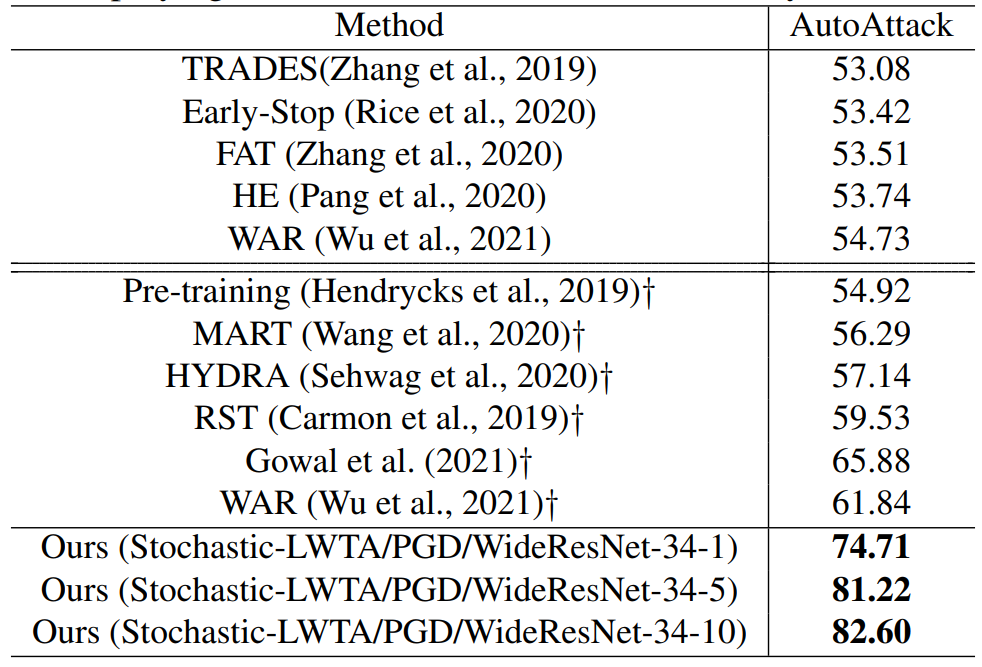 Method AutoAttack
TRADES(Zhang et al., 2019) 53.08
Early-Stop (Rice et al., 2020) 53.42
FAT (Zhang et al., 2020) 53.51
HE (Pang et al., 2020) 53.74
WAR (Wu et al., 2021) 54.73
Pre-training (Hendrycks et al., 2019)† 54.92
MART (Wang et al., 2020)† 56.29
HYDRA (Sehwag et al., 2020)† 57.14
RST (Carmon et al., 2019)† 59.53
Gowal et al. (2021)† 65.88
WAR (Wu et al., 2021)† 61.84
Ours (Stochastic-LWTA/PGD/WideResNet-34-1) 74.71
Ours (Stochastic-LWTA/PGD/WideResNet-34-5) 81.22
Ours (Stochastic-LWTA/PGD/WideResNet-34-10) 82.60